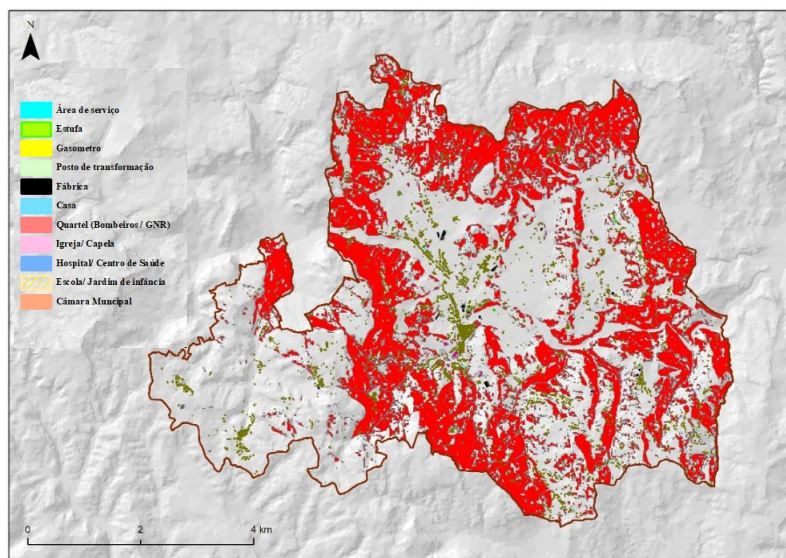 N
Área de serviço
Estufa
Gasometro
Posto de transformação
Fábrica
Casa
Quartel (Bombeiros / GNR)
Igreja/ Capela
Hospital/ Centro de Saúde
Escola/ Jardim de infância
Câmara Muncipal
0 2 4 km